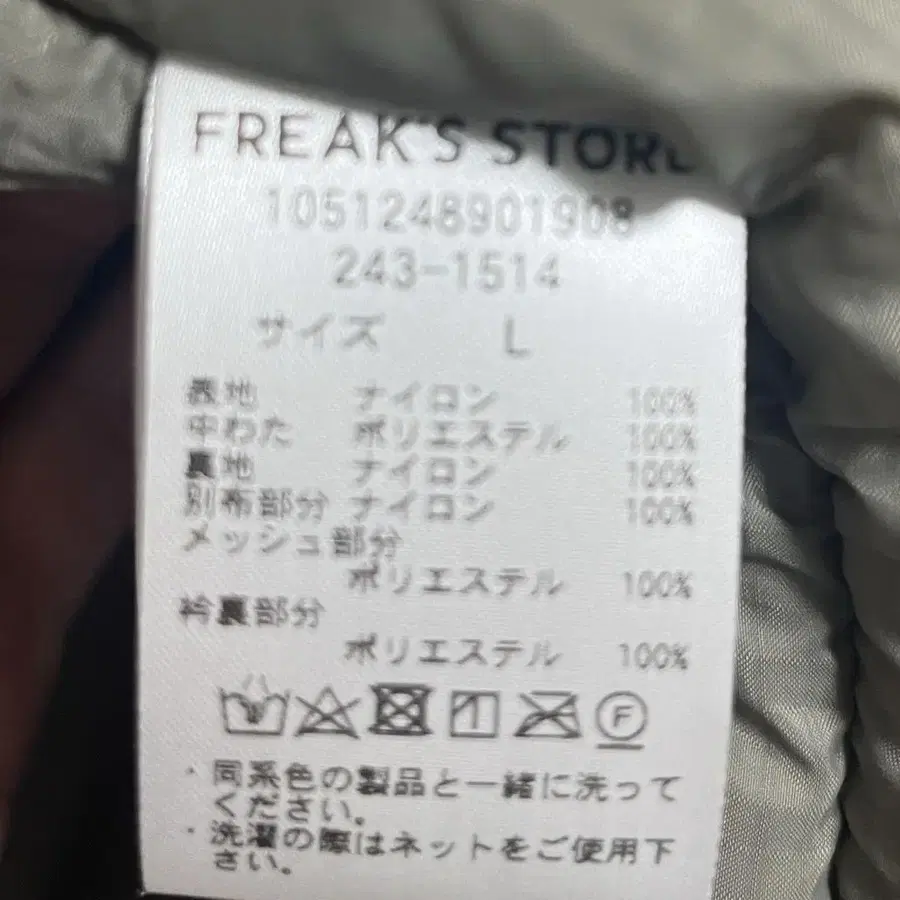 FREAK'S STORE
1051248901908
243-1514
サイズ L
表地 ナイロン 100%
中わた ポリエステル 100%
裏地 ナイロン 100%
別布部分 ナイロン 100%
メッシュ部分
ポリエステル 100%
衿裏部分
ポリエステル 100%
F
・同系色の製品と一緒に洗って
ください。
・洗濯の際はネットをご使用下
さい。